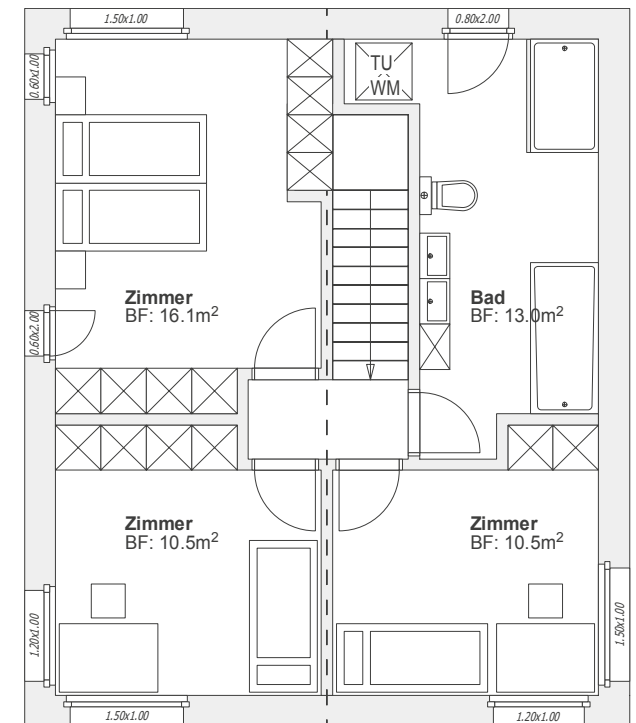 1.50x1.00
0.80x2.00
0.60x1.00
TU
WM
Zimmer
BF: 16.1m²
Bad
BF: 13.0m²
0.60x2.00
Zimmer
BF: 10.5m²
Zimmer
BF: 10.5m²
1.20x1.00
1.50x1.00
1.50x1.00
1.20x1.00